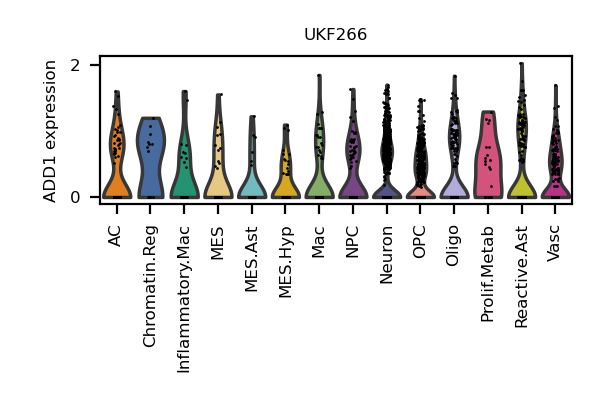 UKF266
ADD1 expression
2
0
AC
Chromatin.Reg
Inflammatory.Mac
MES
MES.Ast
MES.Hyp
Mac
NPC
Neuron
OPC
Oligo
Prolif.Metab
Reactive.Ast
Vasc